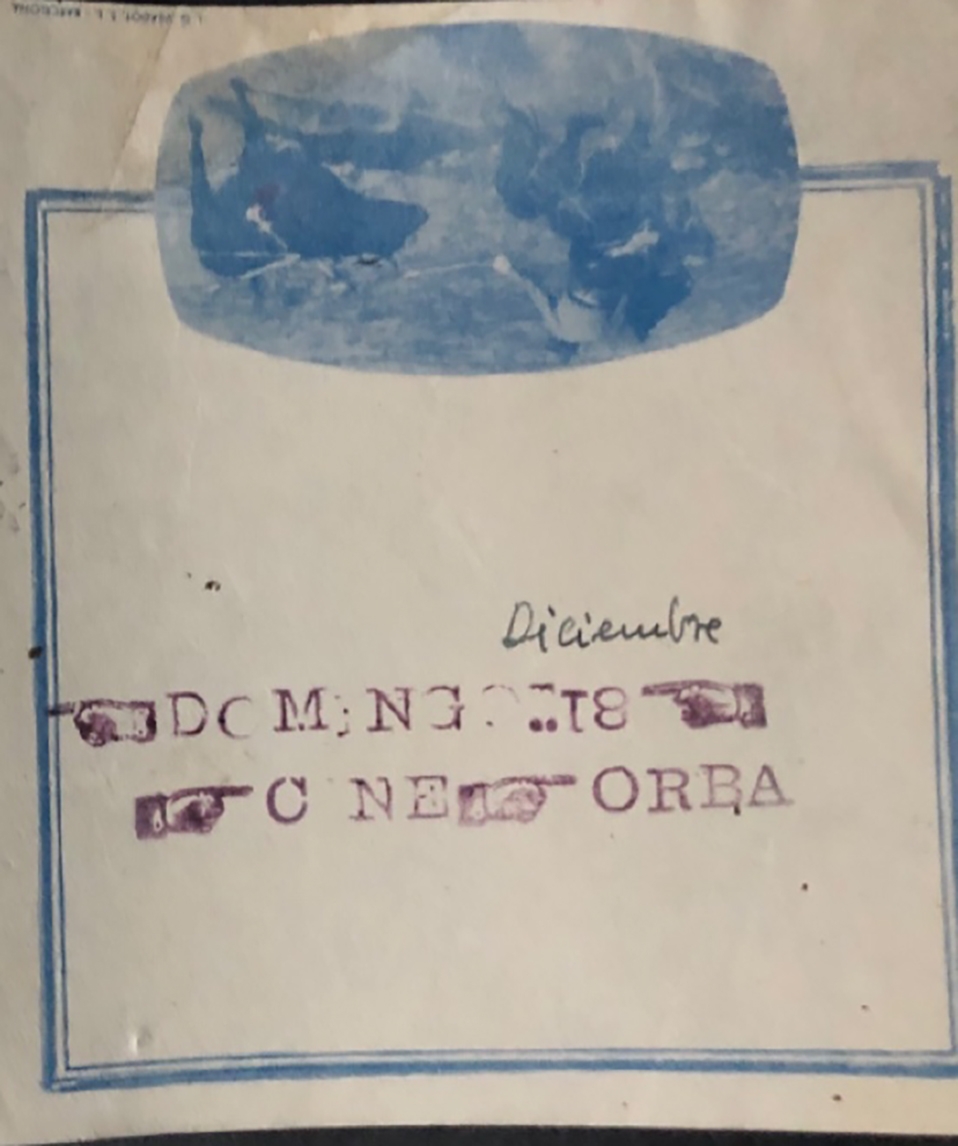 Diciembre
DOMINGO..18
CINE ORBA